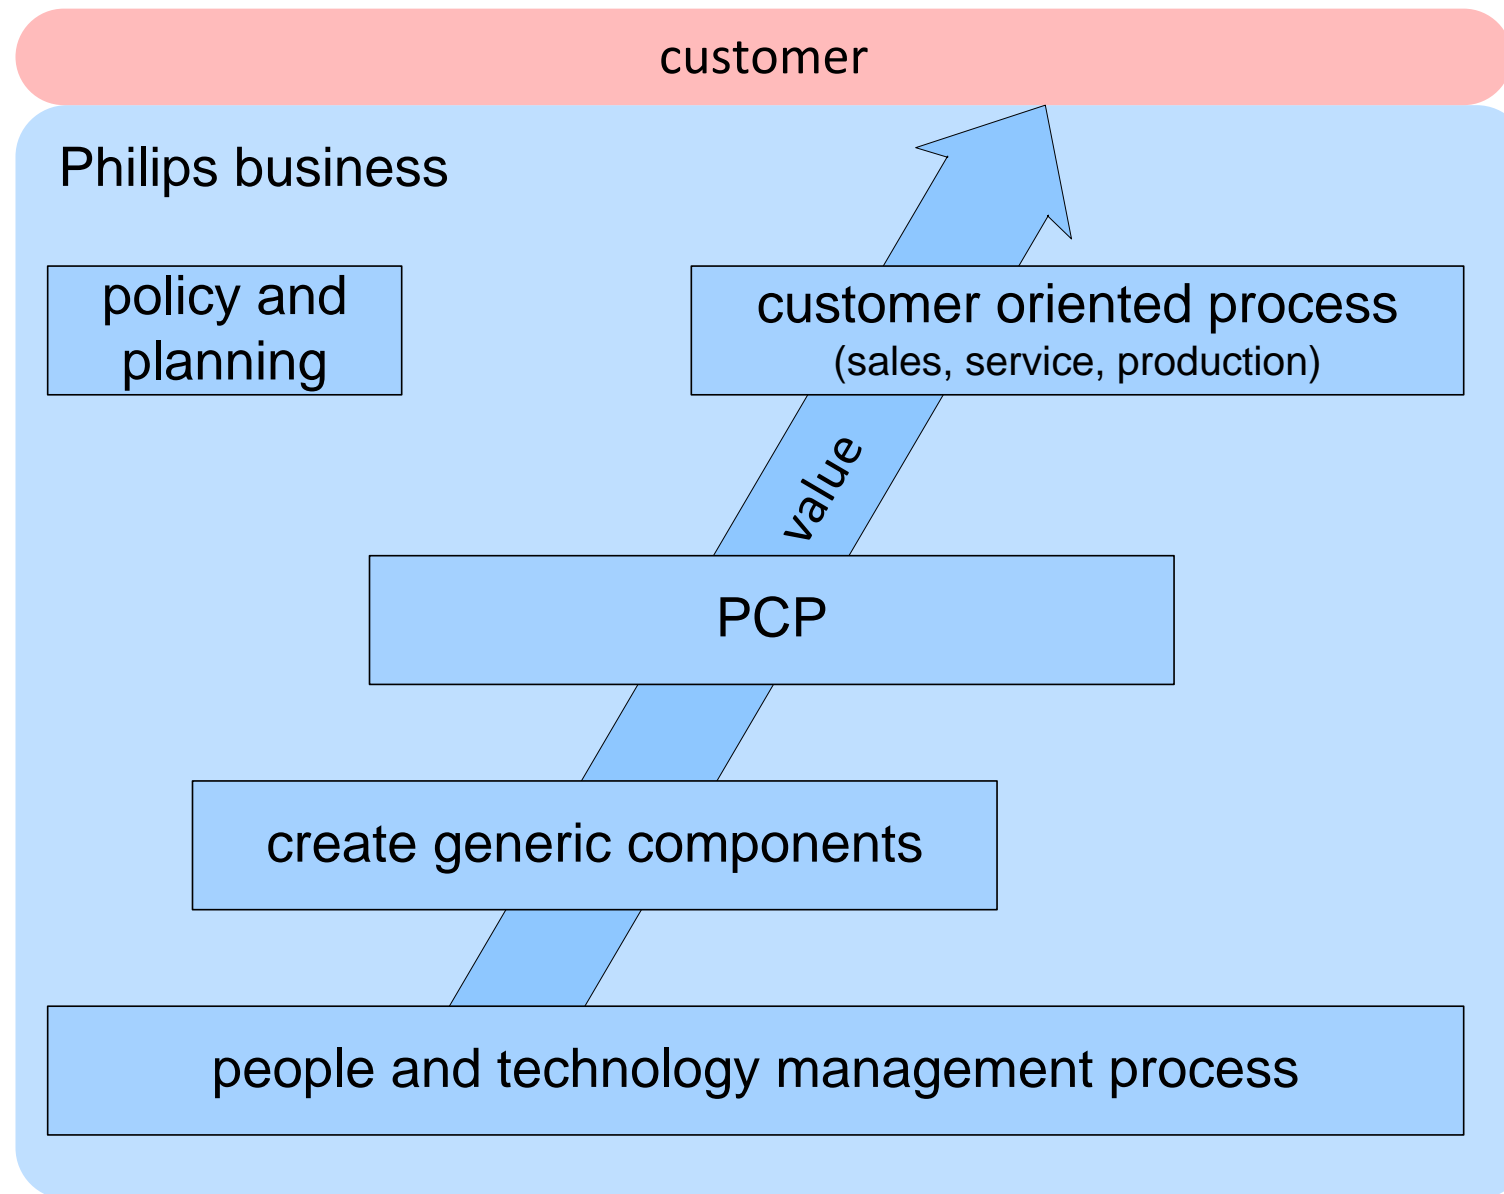 customer
Philips business
policy and
planning
customer oriented process
(sales, service, production)
value
PCP
create generic components
people and technology management process